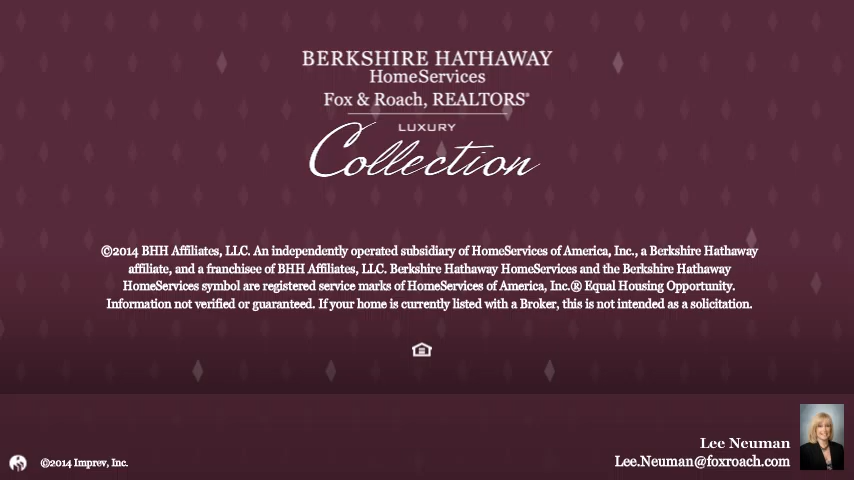 BERKSHIRE HATHAWAY
HomeServices
Fox & Roach, REALTORS®
LUXURY
Collection
©2014 BHH Affiliates, LLC. An independently operated subsidiary of HomeServices of America, Inc., a Berkshire Hathaway
affiliate, and a franchisee of BHH Affiliates, LLC. Berkshire Hathaway HomeServices and the Berkshire Hathaway
HomeServices symbol are registered service marks of HomeServices of America, Inc.® Equal Housing Opportunity.
Information not verified or guaranteed. If your home is currently listed with a Broker, this is not intended as a solicitation.
Lee Neuman
Lee.Neuman@foxroach.com
©2014 Imprev, Inc.